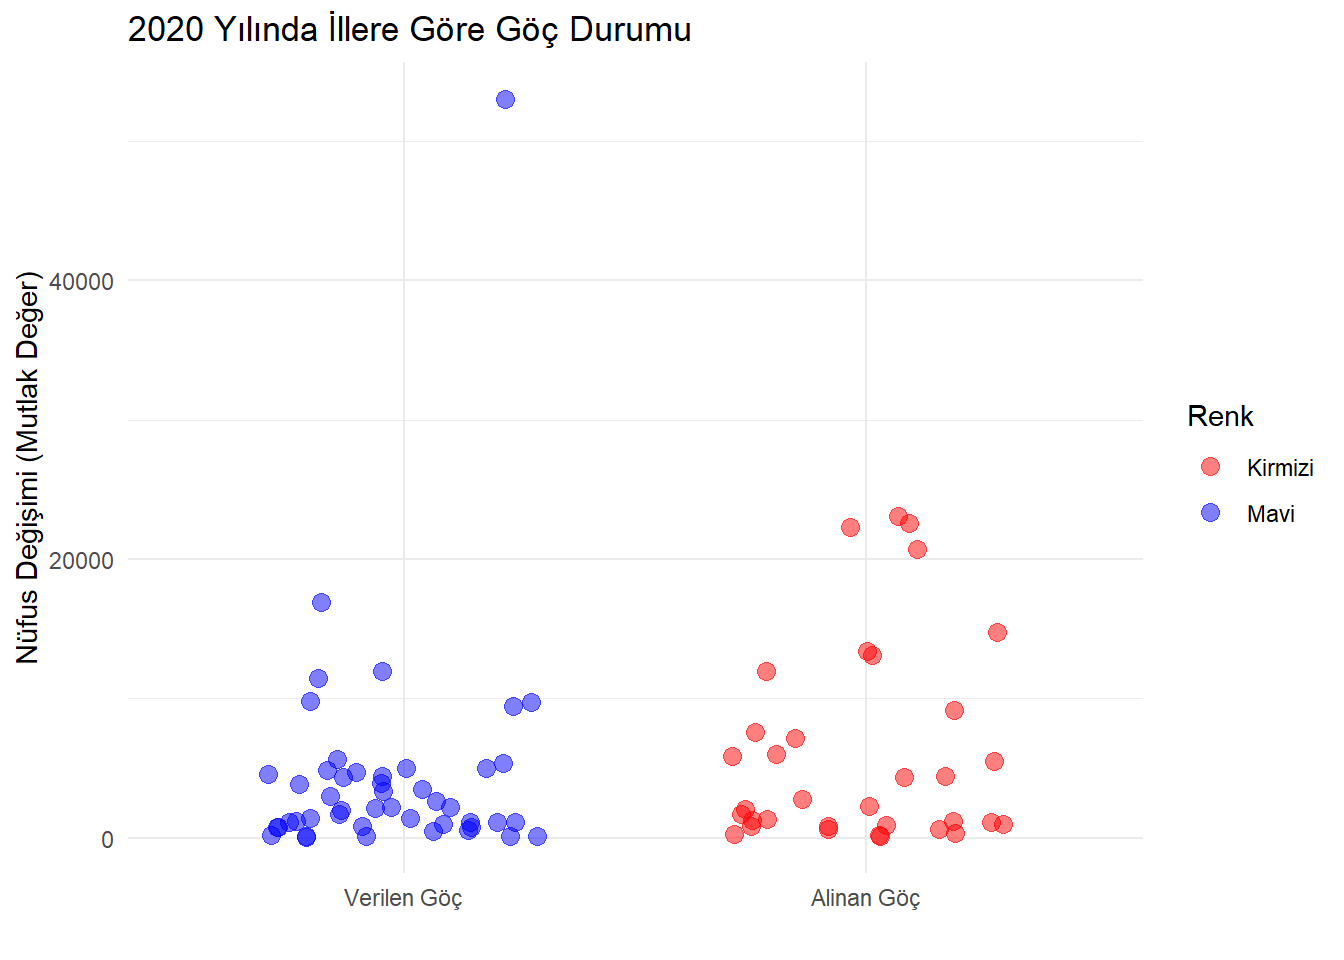 2020 Yılında İllere Göre Göç Durumu
Nüfus Değişimi (Mutlak Değer)
40000
20000
0
Verilen Göç
Alinan Göç
Renk
Kirmizi
Mavi